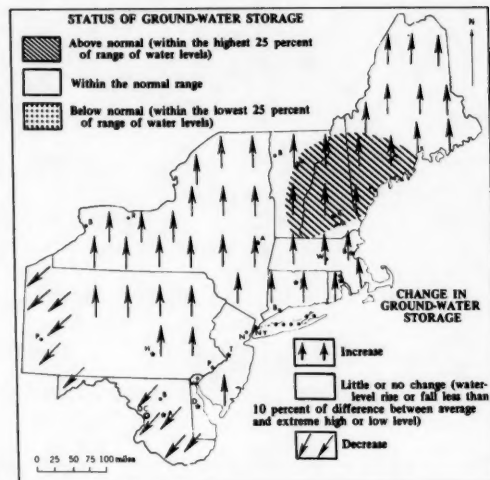 STATUS OF GROUND-WATER STORAGE
Above normal (within the highest 25 percent
of range of water levels)
Within the normal range
Below normal (within the lowest 25 percent
of range of water levels)
N
CHANGE IN
GROUND-WATER
STORAGE
Increase
Little or no change (water-
level rise or fall less than
10 percent of difference between average
and extreme high or low level)
Decrease
0 25 50 75 100 miles